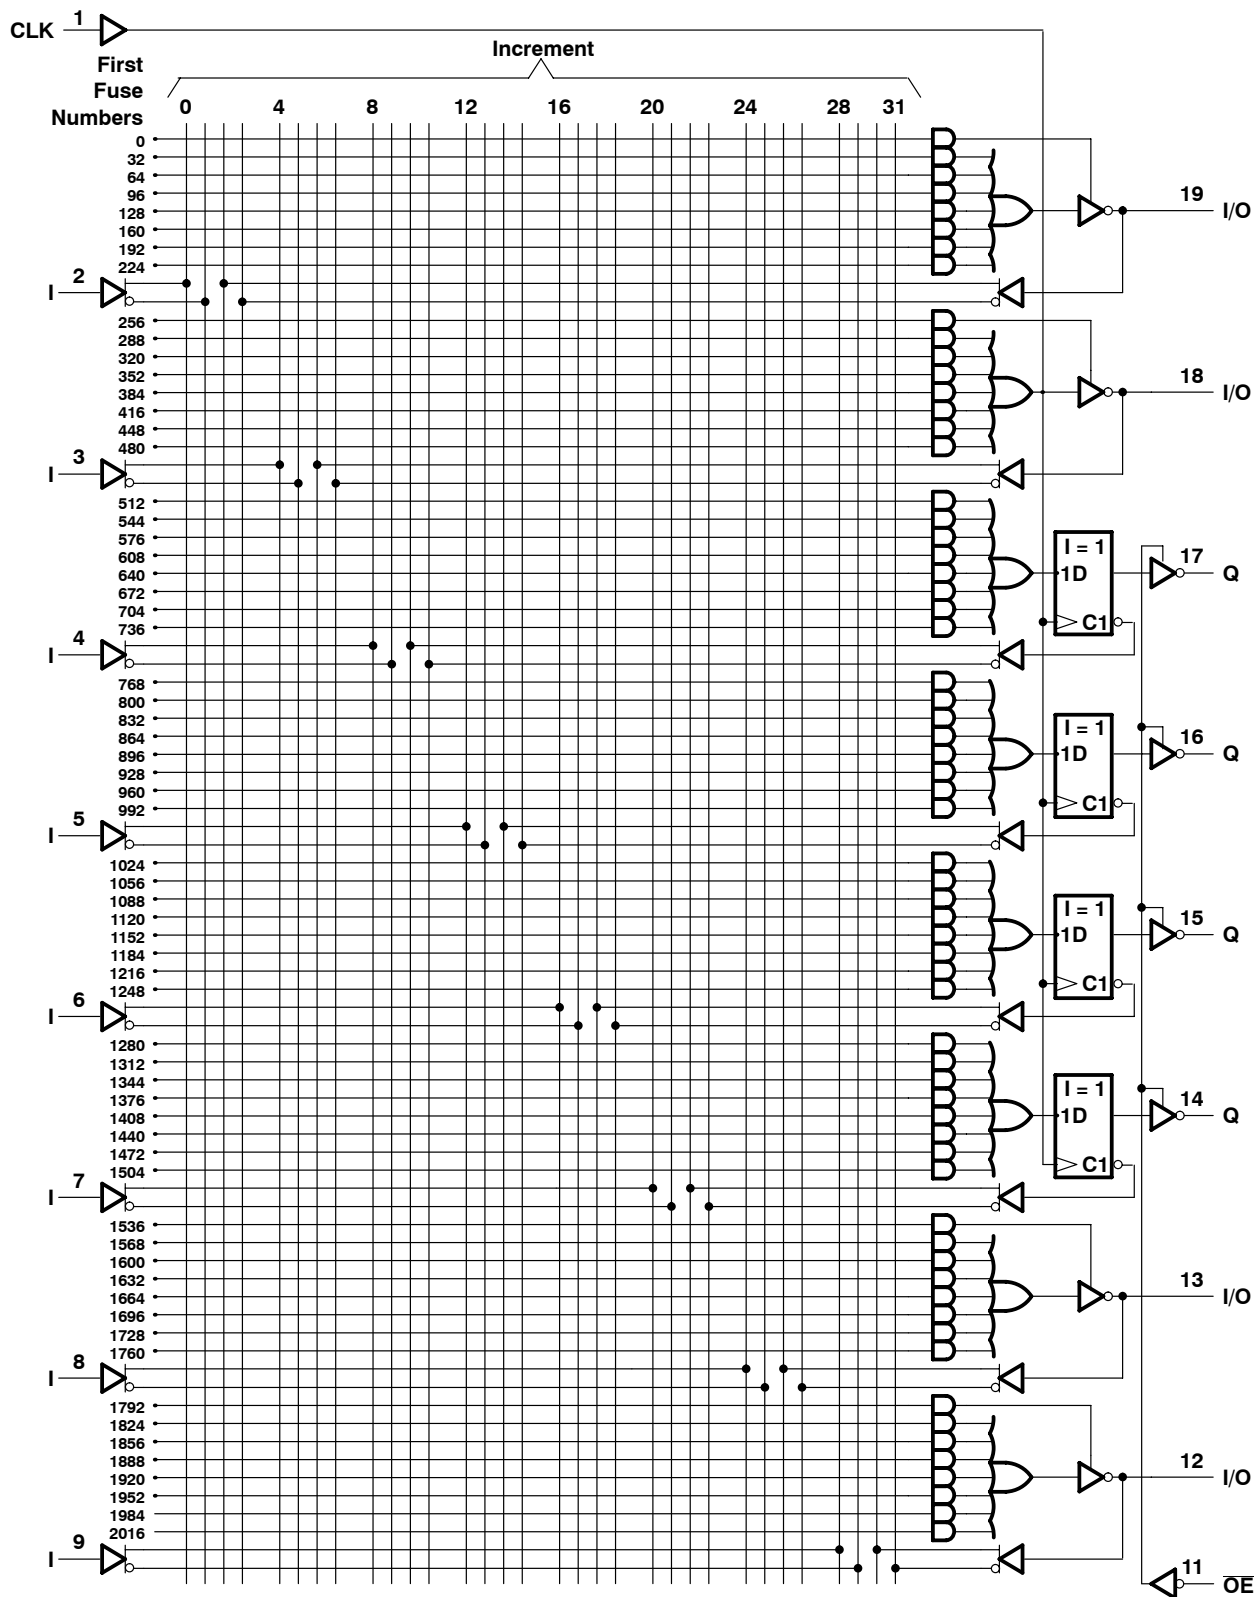 CLK 1
Increment
First
Fuse
Numbers
0 4 8 12 16 20 24 28 31
0
32
64
96
128
160
192
224
19 I/O
I 2
256
288
320
352
384
416
448
480
18 I/O
I 3
512
544
576
608
640
672
704
736
I = 1
1D
C1
17 Q
I 4
768
800
832
864
896
928
960
992
I = 1
1D
C1
16 Q
I 5
1024
1056
1088
1120
1152
1184
1216
1248
I = 1
1D
C1
15 Q
I 6
1280
1312
1344
1376
1408
1440
1472
1504
I = 1
1D
C1
14 Q
I 7
1536
1568
1600
1632
1664
1696
1728
1760
13 I/O
I 8
1792
1824
1856
1888
1920
1952
1984
2016
12 I/O
I 9
11 OE